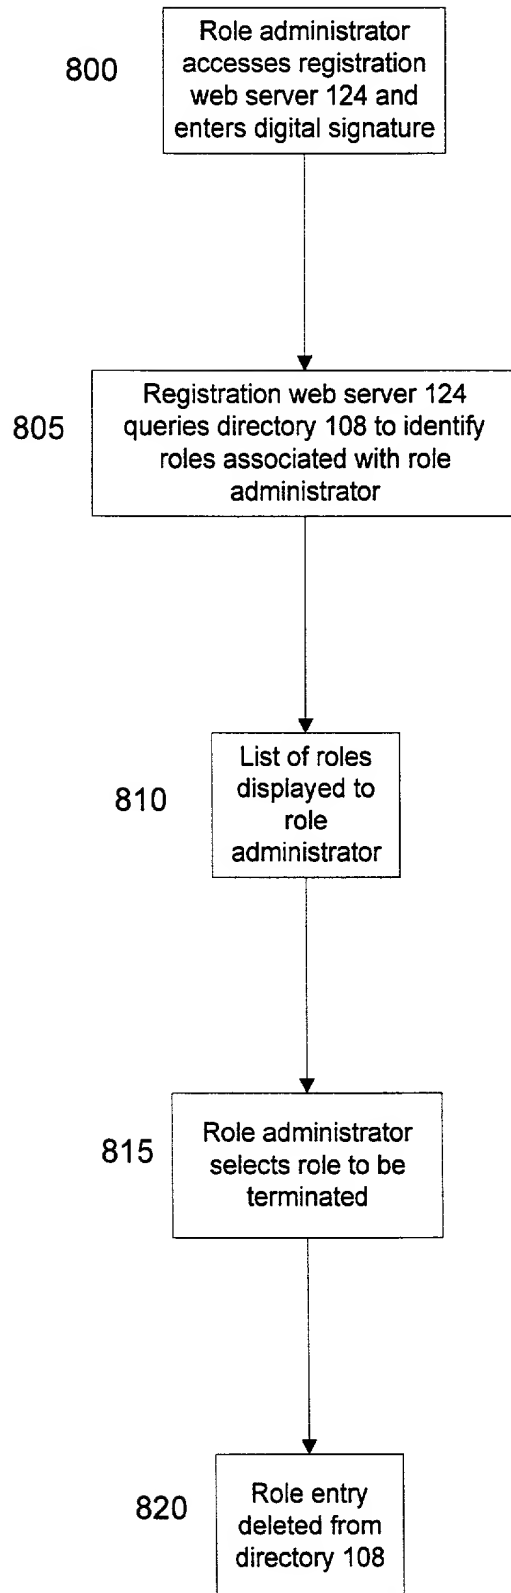 800
Role administrator
accesses registration
web server 124 and
enters digital signature
805
Registration web server 124
queries directory 108 to identify
roles associated with role
administrator
810
List of roles
displayed to
role
administrator
815
Role administrator
selects role to be
terminated
820
Role entry
deleted from
directory 108